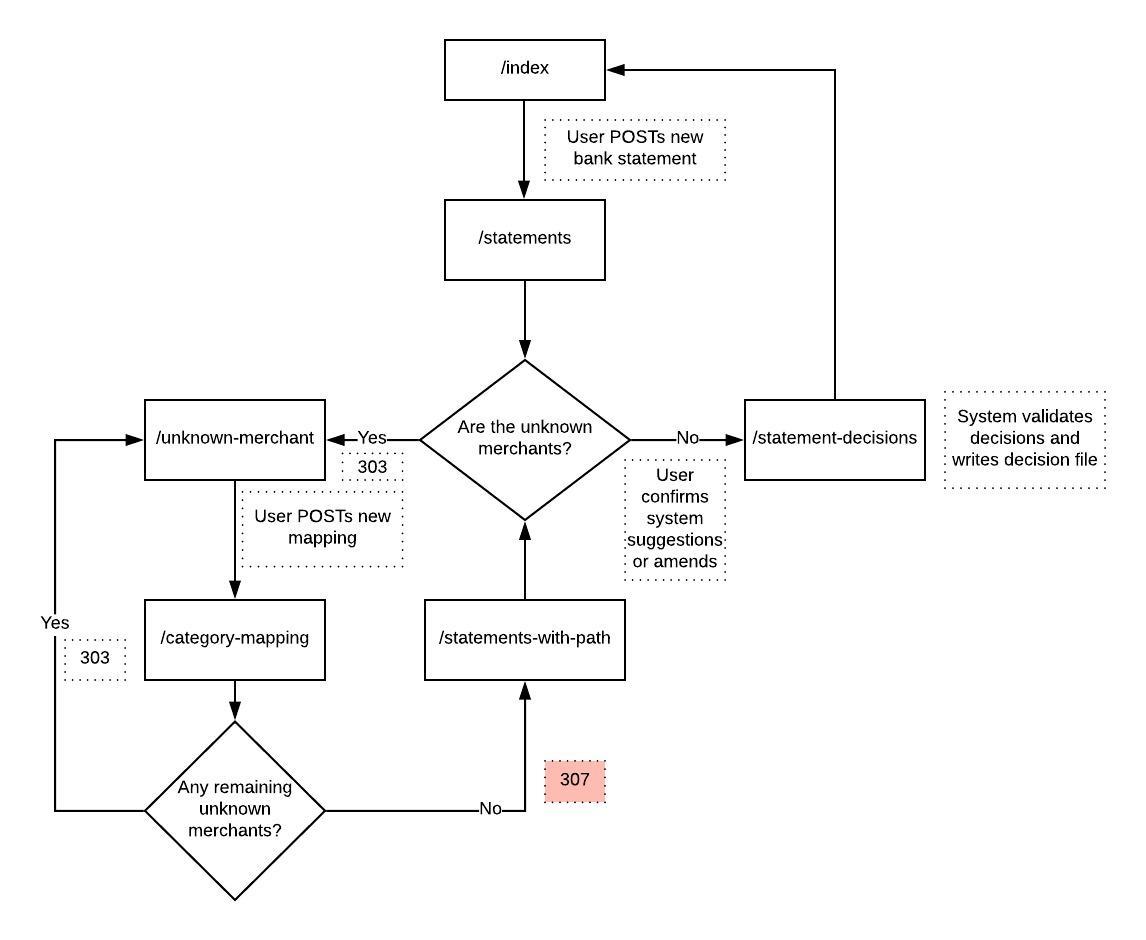 /index
User POSTs new
bank statement
/statements
Are the unknown
merchants?
Yes
303
/unknown-merchant
No
User
confirms
system
suggestions
or amends
/statement-decisions
System validates
decisions and
writes decision file
User POSTs new
mapping
/category-mapping
/statements-with-path
Yes
303
Any remaining
unknown
merchants?
No
307